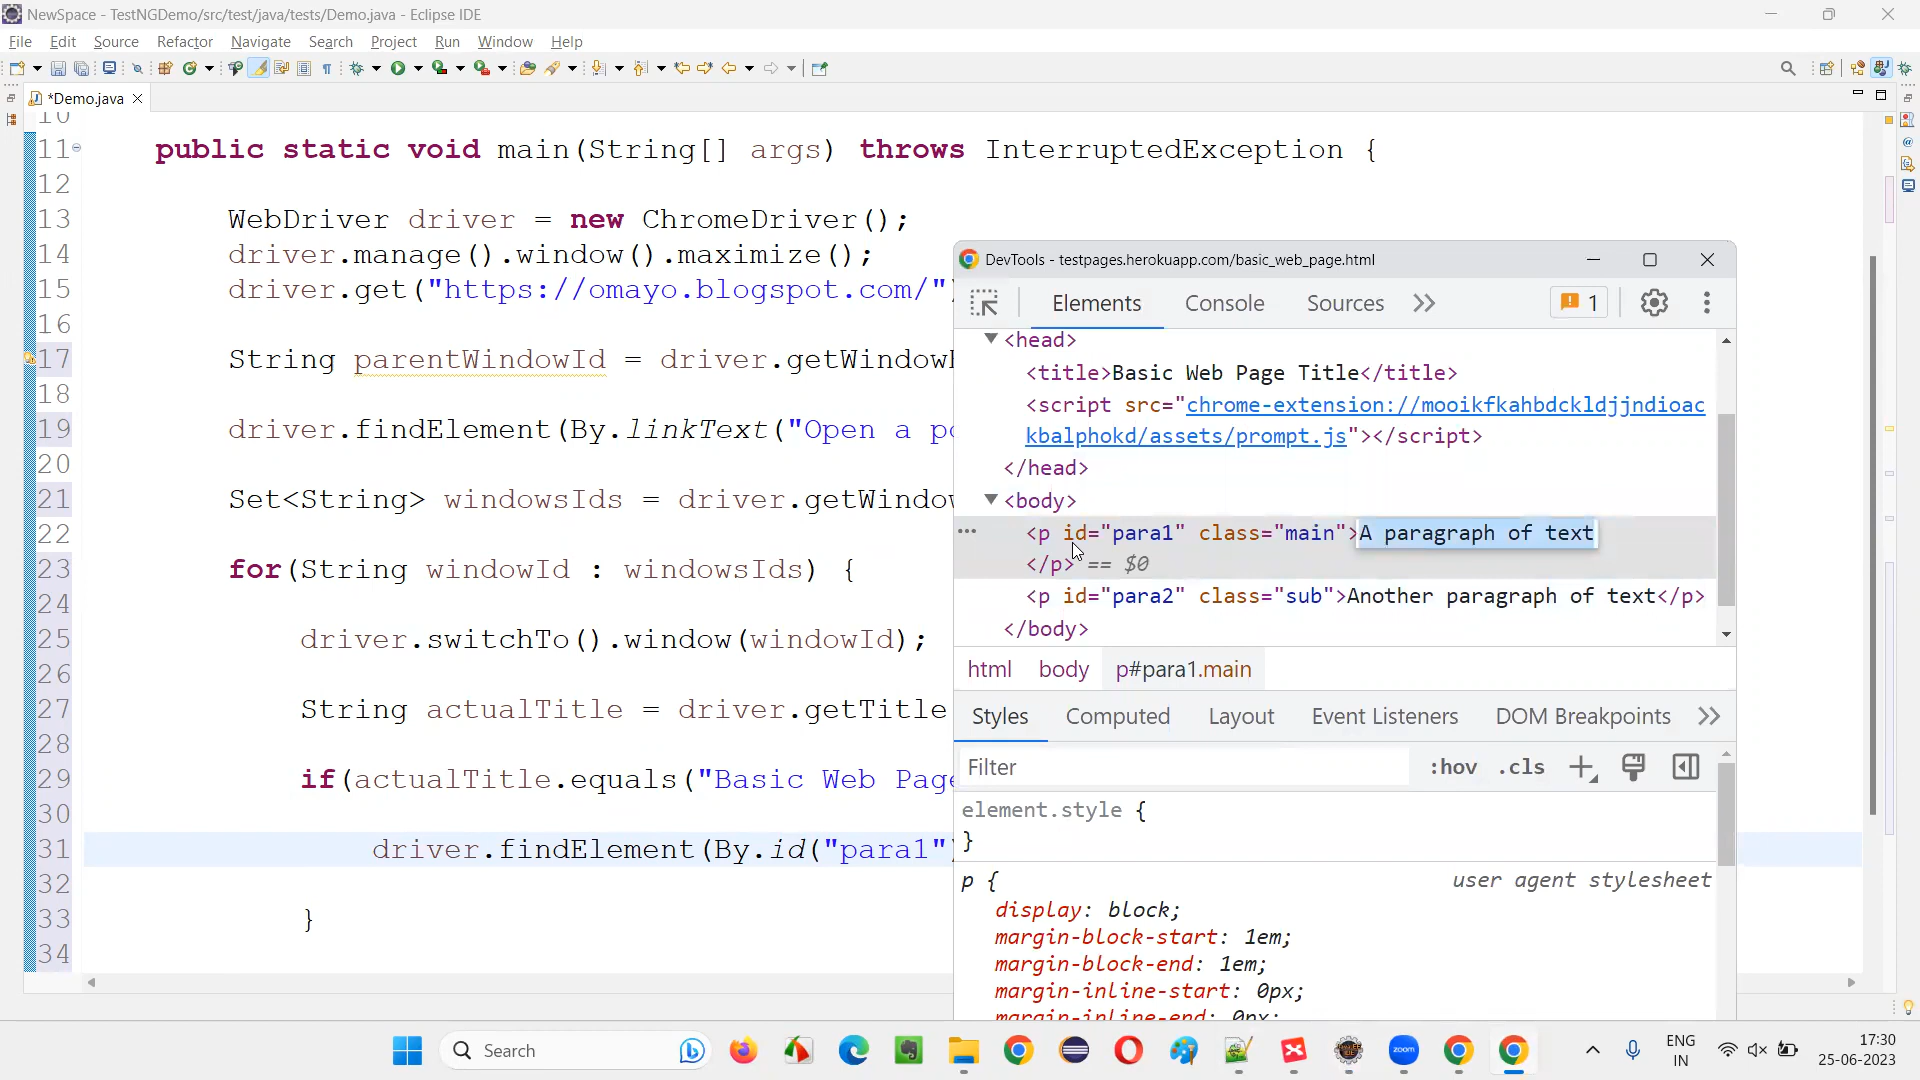 NewSpace - TestNGDemo/src/test/java/tests/Demo.java - Eclipse IDE
File Edit Source Refactor Navigate Search Project Run Window Help
*Demo.java
10
11 public static void main(String[] args) throws InterruptedException {
12
13 WebDriver driver = new ChromeDriver();
14 driver.manage().window().maximize();
15 driver.get("https://omayo.blogspot.com/")
16
17 String parentWindowId = driver.getWindow
18
19 driver.findElement(By.linkText("Open a po
20
21 Set<String> windowsIds = driver.getWindow
22
23 for(String windowId : windowsIds) {
24
25 driver.switchTo().window(windowId);
26
27 String actualTitle = driver.getTitle
28
29 if(actualTitle.equals("Basic Web Page
30
31 driver.findElement(By.id("para1")
32
33 }
34
DevTools - testpages.herokuapp.com/basic_web_page.html
Elements Console Sources 1
<head>
<title>Basic Web Page Title</title>
<script src="chrome-extension://mooikfkahbdckldjjndioac
kbalphokd/assets/prompt.js"></script>
</head>
<body>
<p id="para1" class="main">A paragraph of text
</p> == $0
<p id="para2" class="sub">Another paragraph of text</p>
</body>
html body p#para1.main
Styles Computed Layout Event Listeners DOM Breakpoints
Filter :hov .cls
element.style {
}
p { user agent stylesheet
display: block;
margin-block-start: 1em;
margin-block-end: 1em;
margin-inline-start: 0px;
margin-inline-end: 0px;
Search
zoom
ENG
IN
17:30
25-06-2023